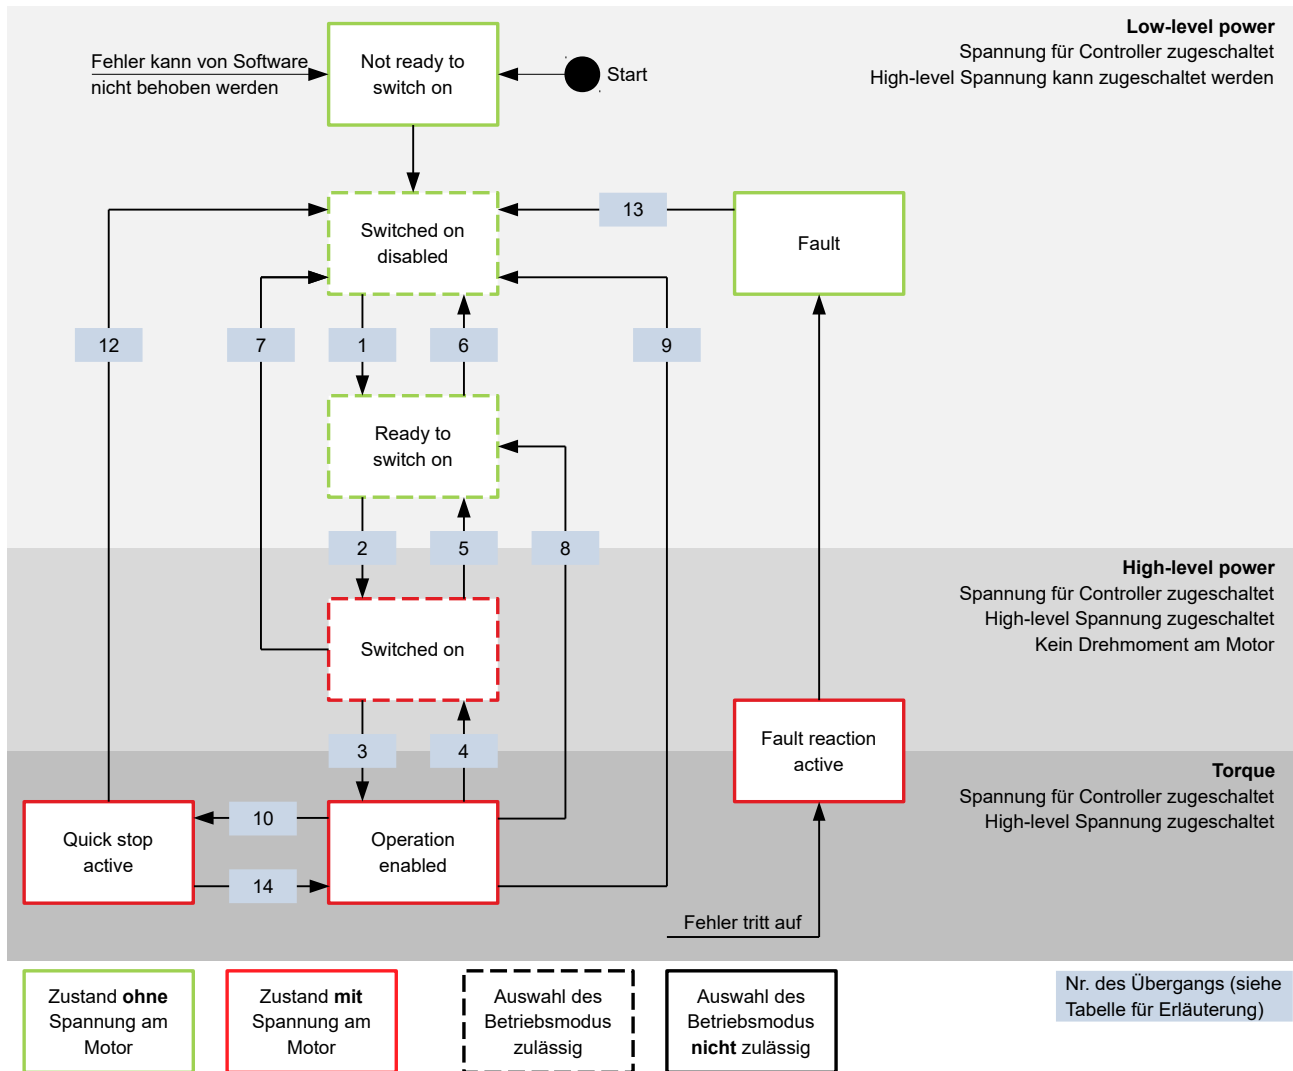 Low-level power
Spannung für Controller zugeschaltet
High-level Spannung kann zugeschaltet werden
Fehler kann von Software
nicht behoben werden
Not ready to
switch on
Start
Switched on
disabled
13
Fault
12
7
1
6
9
Ready to
switch on
2
5
8
High-level power
Spannung für Controller zugeschaltet
High-level Spannung zugeschaltet
Kein Drehmoment am Motor
Switched on
3
4
Fault reaction
active
Torque
Spannung für Controller zugeschaltet
High-level Spannung zugeschaltet
Quick stop
active
10
14
Operation
enabled
Fehler tritt auf
Zustand ohne
Spannung am
Motor
Zustand mit
Spannung am
Motor
Auswahl des
Betriebsmodus
zulässig
Auswahl des
Betriebsmodus
nicht zulässig
Nr. des Übergangs (siehe
Tabelle für Erläuterung)